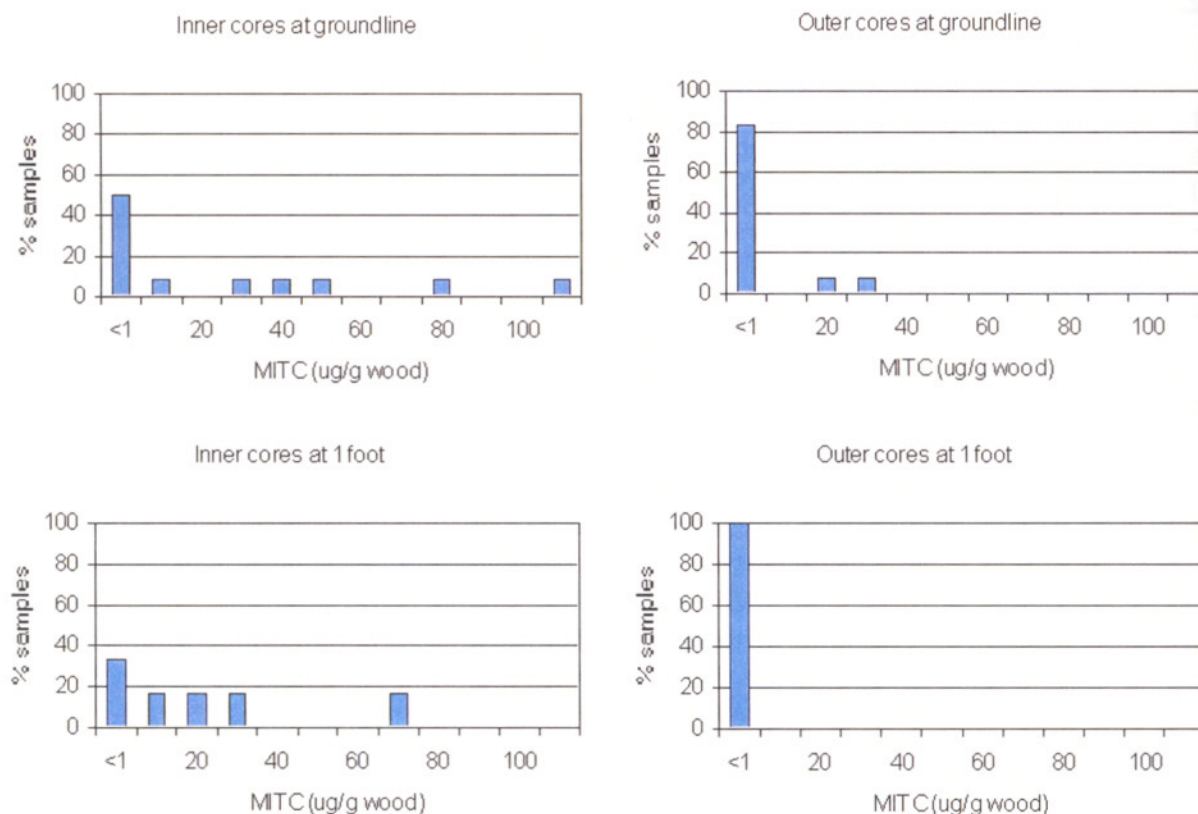 Inner cores at groundline
100
80
60
40
20
0
% samples
<1 20 40 60 80 100
MITC (ug/g wood)
Outer cores at groundline
100
80
60
40
20
0
% samples
<1 20 40 60 80 100
MITC (ug/g wood)
Inner cores at 1 foot
100
80
60
40
20
0
% samples
<1 20 40 60 80 100
MITC (ug/g wood)
Outer cores at 1 foot
100
80
60
40
20
0
% samples
<1 20 40 60 80 100
MITC (ug/g wood)